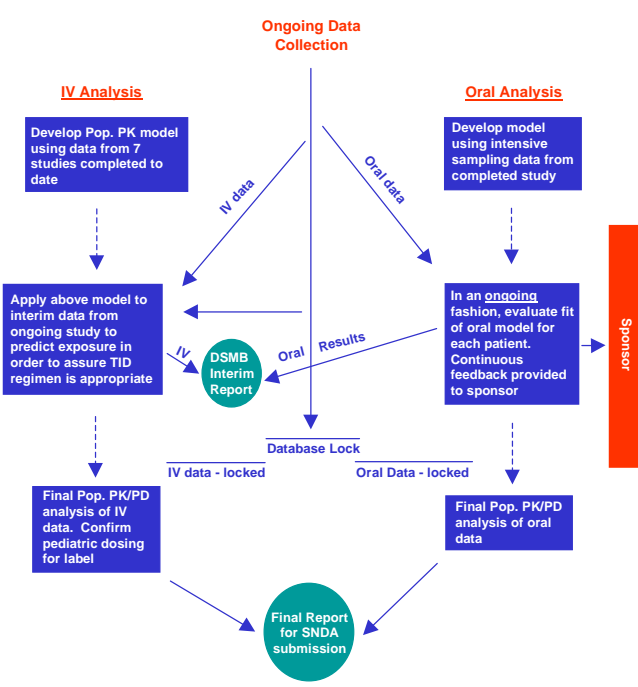 Ongoing Data
Collection
IV Analysis
Oral Analysis
Develop Pop. PK model
using data from 7
studies completed to
date
Develop model
using intensive
sampling data from
completed study
IV data
Oral data
Apply above model to
interim data from
ongoing study to
predict exposure in
order to assure TID
regimen is appropriate
IV
DSMB
Interim
Report
Oral Results
In an ongoing
fashion, evaluate fit
of oral model for
each patient.
Continuous
feedback provided
to sponsor
Sponsor
Database Lock
IV data - locked
Oral Data - locked
Final Pop. PK/PD
analysis of IV
data. Confirm
pediatric dosing
for label
Final Pop. PK/PD
analysis of oral
data
Final Report
for SNDA
submission